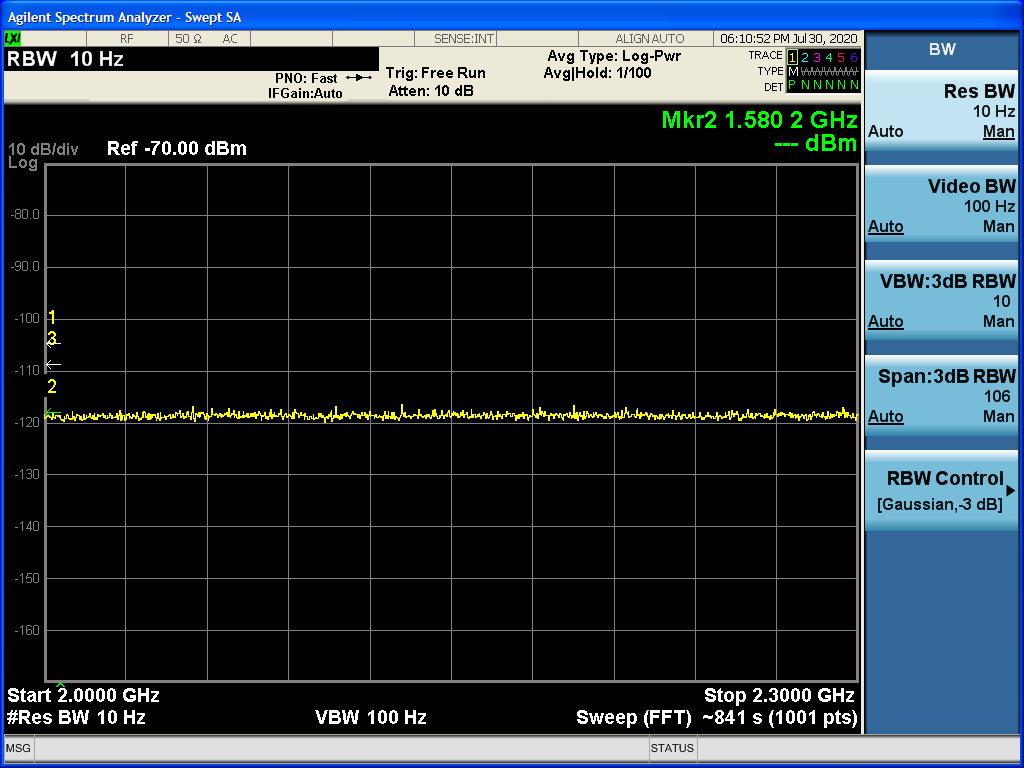 Agilent Spectrum Analyzer - Swept SA
LXI RF 50 Ω AC SENSE:INT ALIGN AUTO 06:10:52 PM Jul 30, 2020
RBW 10 Hz
PNO: Fast
IFGain:Auto
Trig: Free Run
Atten: 10 dB
Avg Type: Log-Pwr
Avg|Hold: 1/100
TRACE 1 2 3 4 5 6
TYPE M WWWWW
DET P N N N N N
Mkr2 1.580 2 GHz
--- dBm
10 dB/div
Log
Ref -70.00 dBm
-80.0
-90.0
-100
-110
-120
-130
-140
-150
-160
1
3
2
Start 2.0000 GHz
Stop 2.3000 GHz
#Res BW 10 Hz
VBW 100 Hz
Sweep (FFT) ~841 s (1001 pts)
MSG
STATUS
BW
Res BW
10 Hz
Auto Man
Video BW
100 Hz
Auto Man
VBW:3dB RBW
10
Auto Man
Span:3dB RBW
106
Auto Man
RBW Control
[Gaussian,-3 dB]